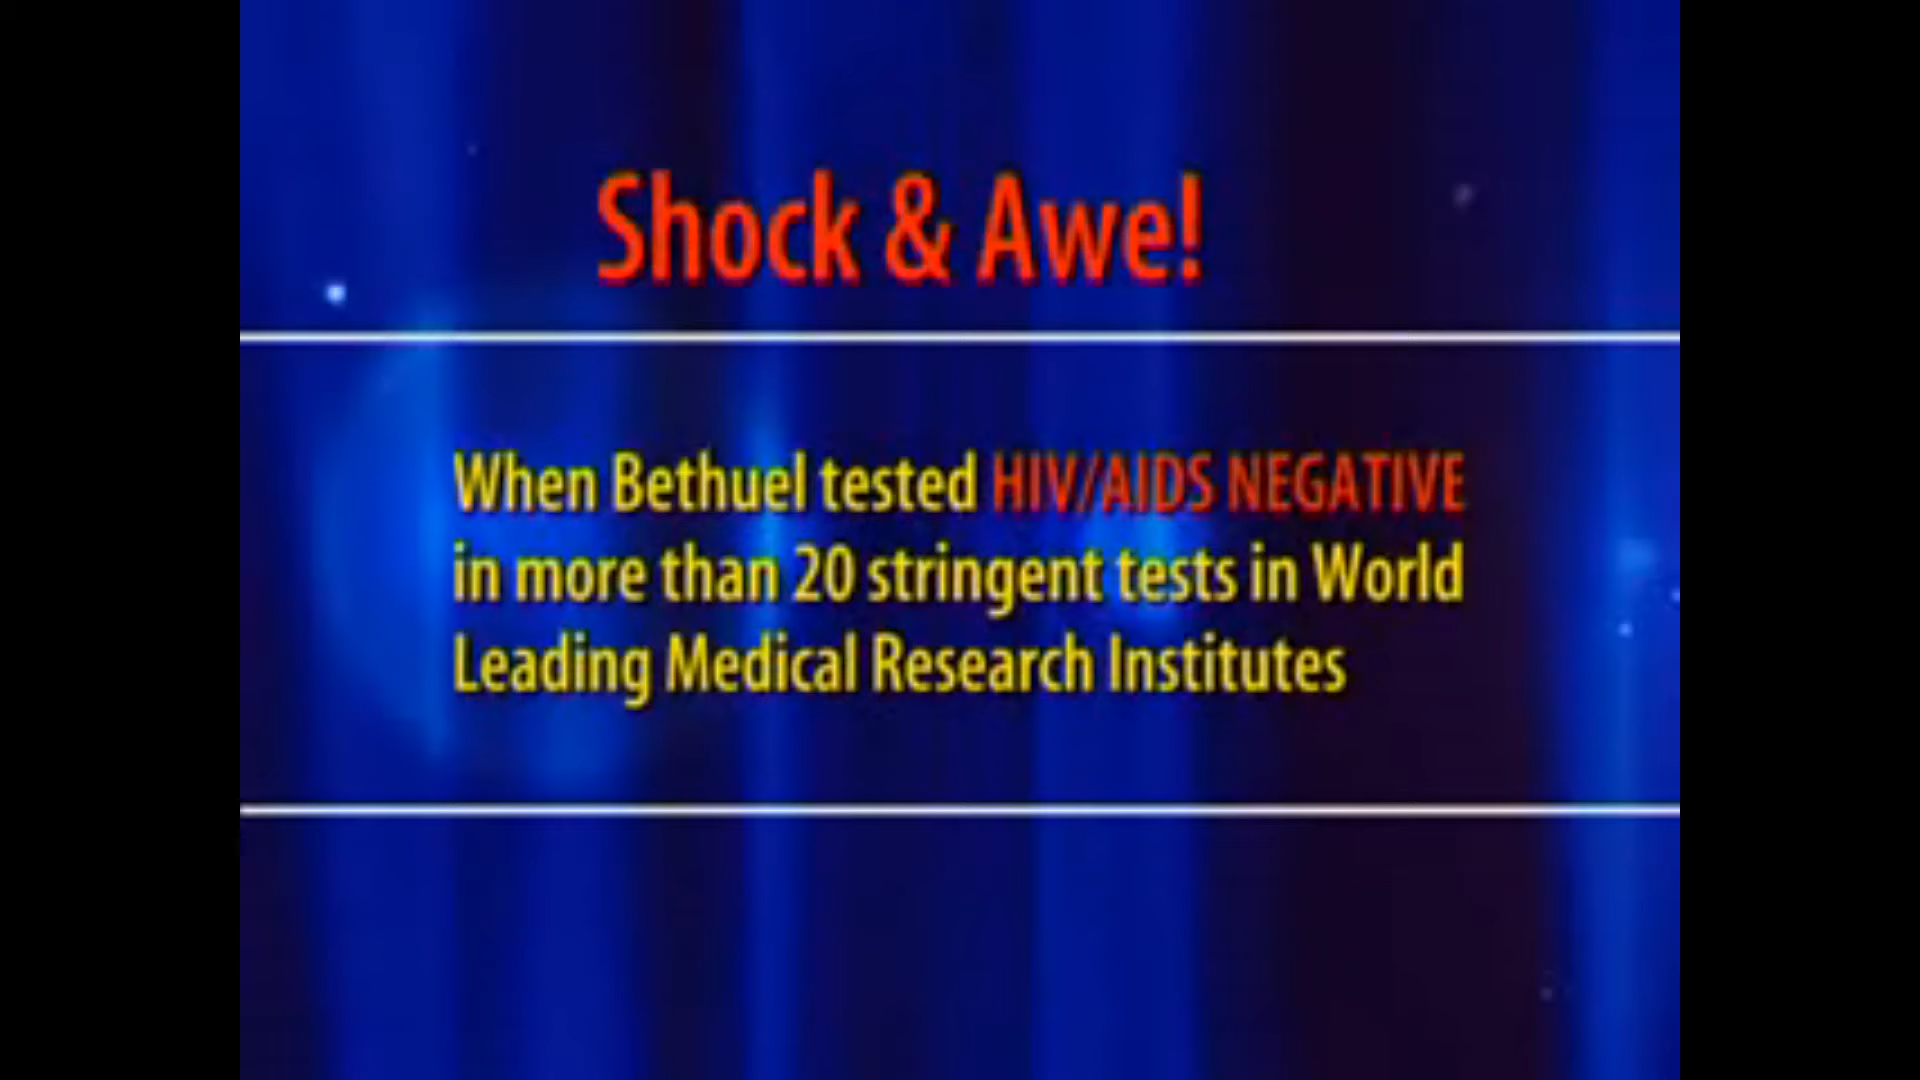 Shock & Awe!
When Bethuel tested HIV/AIDS NEGATIVE
in more than 20 stringent tests in World
Leading Medical Research Institutes